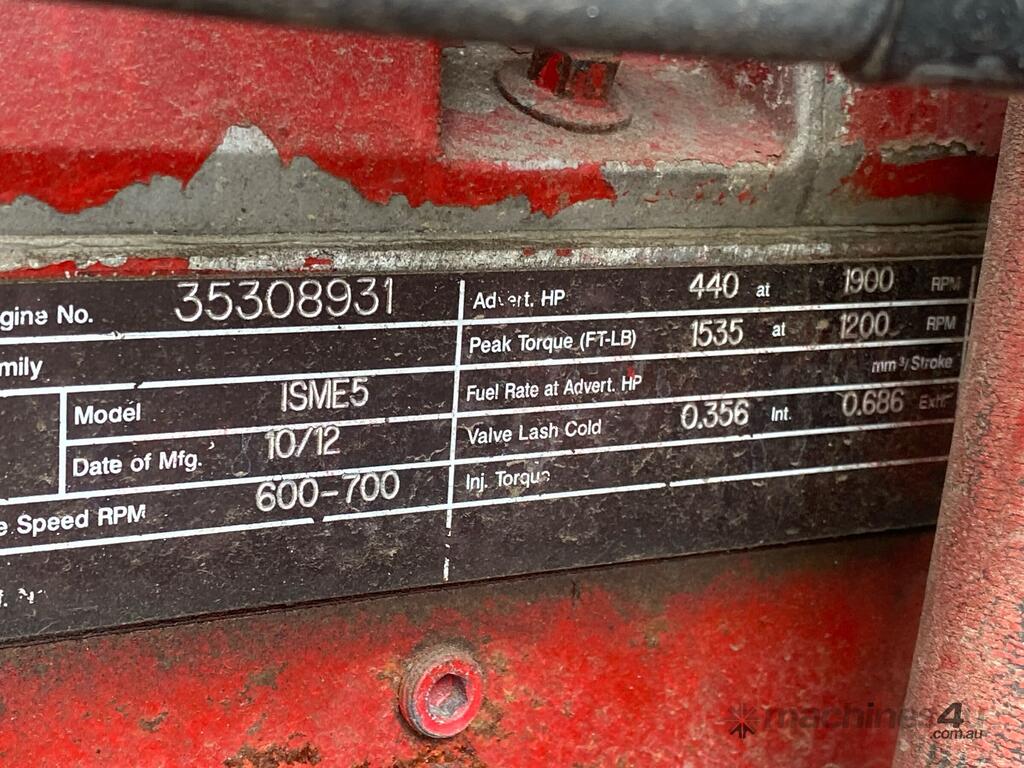 gine No. 35308931
mily
Model ISME5
Date of Mfg. 10/12
e Speed RPM 600-700
Advert. HP 440 at 1900 RPM
Peak Torque (FT-LB) 1535 at 1200 RPM
Fuel Rate at Advert. HP mm³/Stroke
Valve Lash Cold 0.356 Int. 0.686 Exh
Inj. Torque
machines4u
.com.au